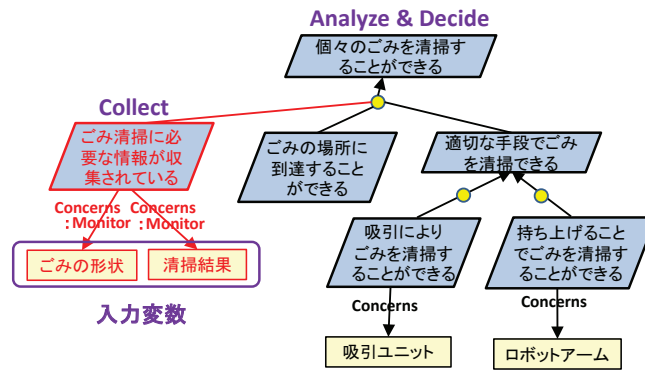 Analyze & Decide
個々のごみを清掃す
ることができる
Collect
ごみ清掃に必
要な情報が収
集されている
ごみの場所に
到達すること
ができる
適切な手段でごみ
を清掃できる
Concerns
:Monitor
Concerns
:Monitor
ごみの形状
清掃結果
入力変数
吸引により
ごみを清掃す
ることができる
持ち上げること
でごみを清掃す
ることができる
Concerns
Concerns
吸引ユニット
ロボットアーム